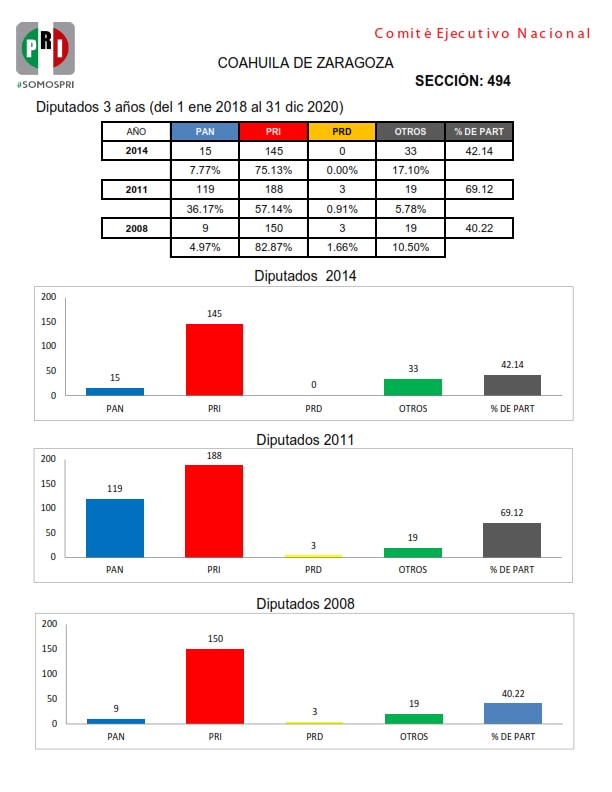 PRI
#SOMOSPRI
Comité Ejecutivo Nacional
COAHUILA DE ZARAGOZA
SECCIÓN: 494
Diputados 3 años (del 1 ene 2018 al 31 dic 2020)
AÑO PAN PRI PRD OTROS % DE PART
2014 15 145 0 33 42.14
7.77% 75.13% 0.00% 17.10%
2011 119 188 3 19 69.12
36.17% 57.14% 0.91% 5.78%
2008 9 150 3 19 40.22
4.97% 82.87% 1.66% 10.50%
Diputados 2014
200
150
100
50
0
15 145 0 33 42.14
PAN PRI PRD OTROS % DE PART
Diputados 2011
200
150
100
50
0
119 188 3 19 69.12
PAN PRI PRD OTROS % DE PART
Diputados 2008
200
150
100
50
0
9 150 3 19 40.22
PAN PRI PRD OTROS % DE PART